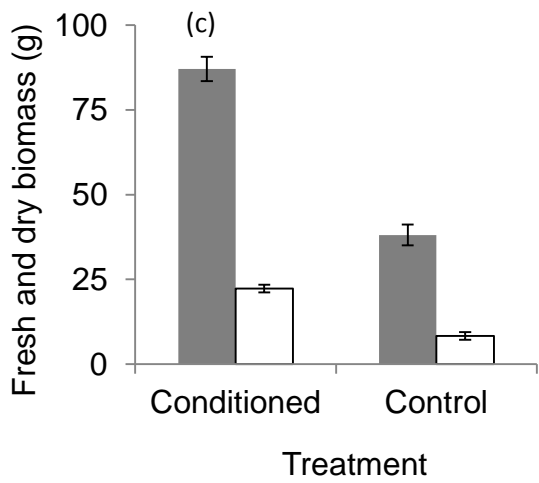 (c)
Fresh and dry biomass (g)
100
75
50
25
0
Conditioned
Control
Treatment